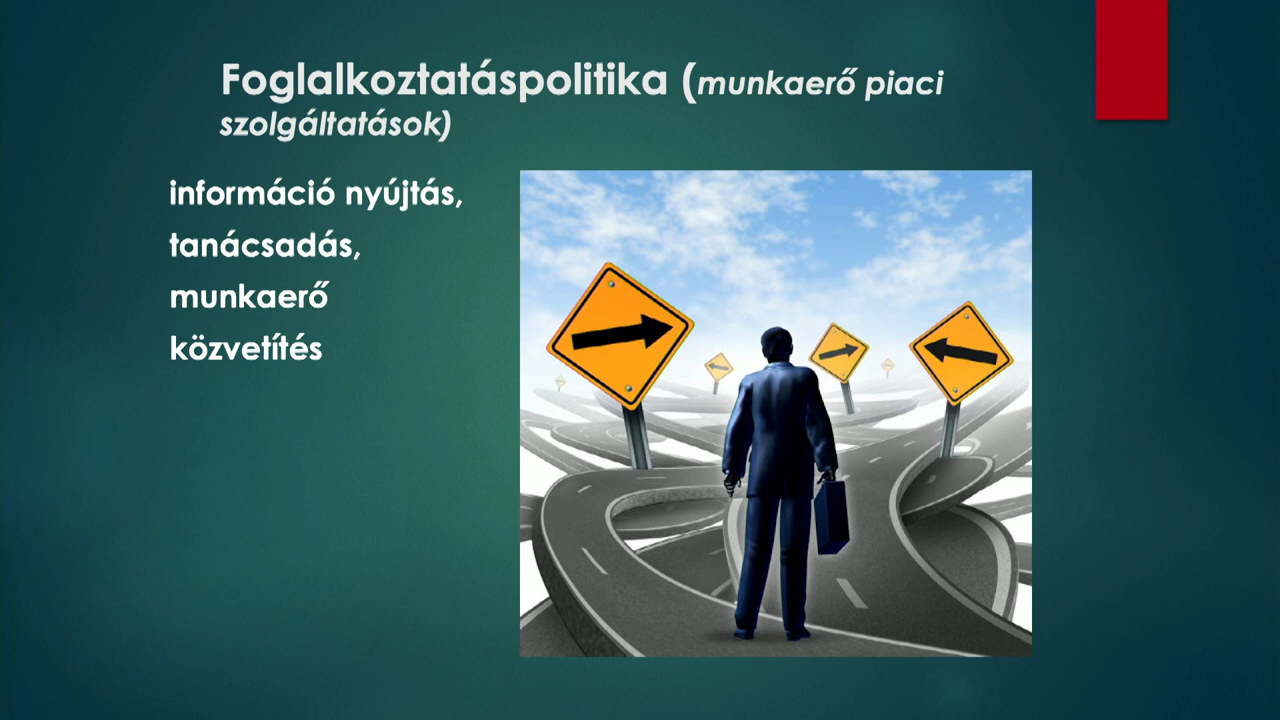 Foglalkoztatáspolitika (munkaerő piaci
szolgáltatások)
információ nyújtás,
tanácsadás,
munkaerő
közvetítés